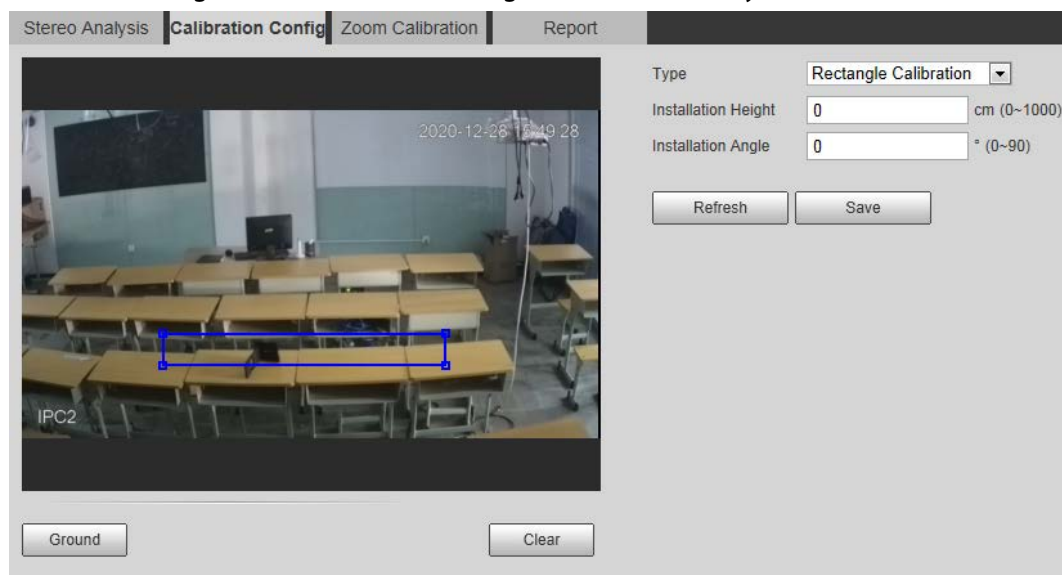 Stereo Analysis Calibration Config Zoom Calibration Report
Type Rectangle Calibration
Installation Height 0 cm (0~1000)
Installation Angle 0 ° (0~90)
Refresh Save
2020-12-28
IPC2
Ground Clear